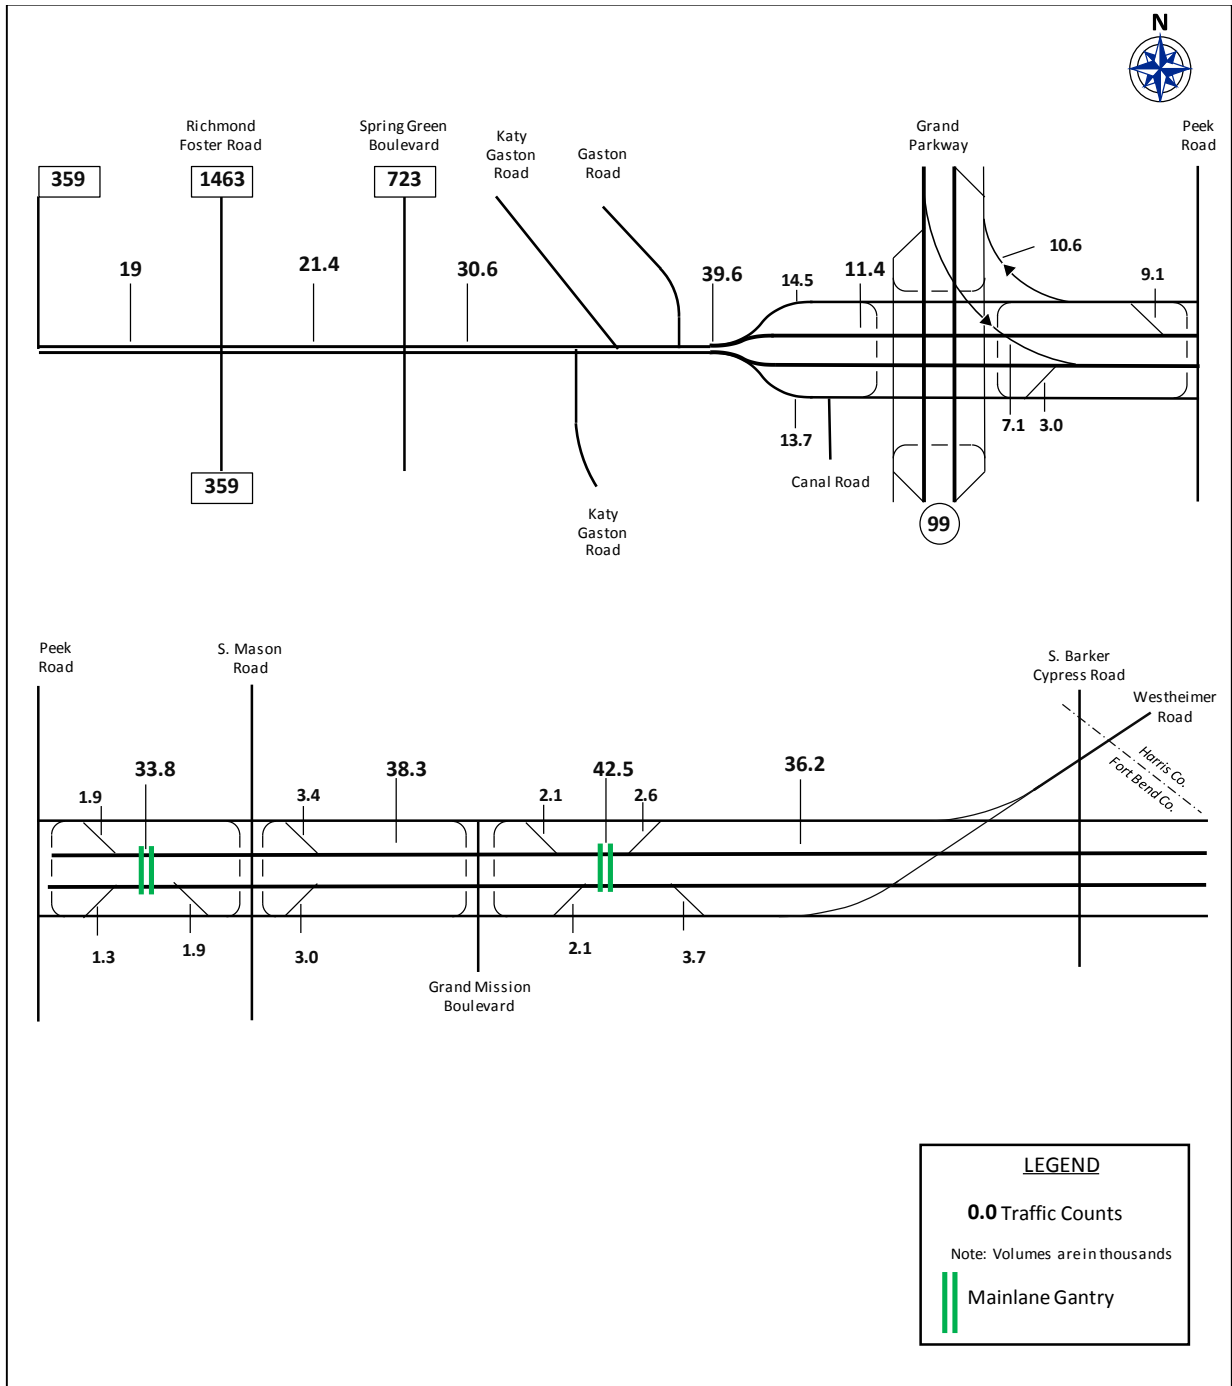 N
Richmond
Foster Road
Spring Green
Boulevard
Katy
Gaston
Road
Gaston
Road
Grand
Parkway
Peek
Road
359
1463
723
19
21.4
30.6
39.6
14.5
11.4
10.6
9.1
13.7
7.1
3.0
Canal Road
359
Katy
Gaston
Road
99
Peek
Road
S. Mason
Road
S. Barker
Cypress Road
Westheimer
Road
Harris Co.
Fort Bend Co.
33.8
38.3
42.5
36.2
1.9
3.4
2.1
2.6
1.3
1.9
3.0
2.1
3.7
Grand Mission
Boulevard
LEGEND
0.0 Traffic Counts
Note: Volumes are in thousands
Mainlane Gantry